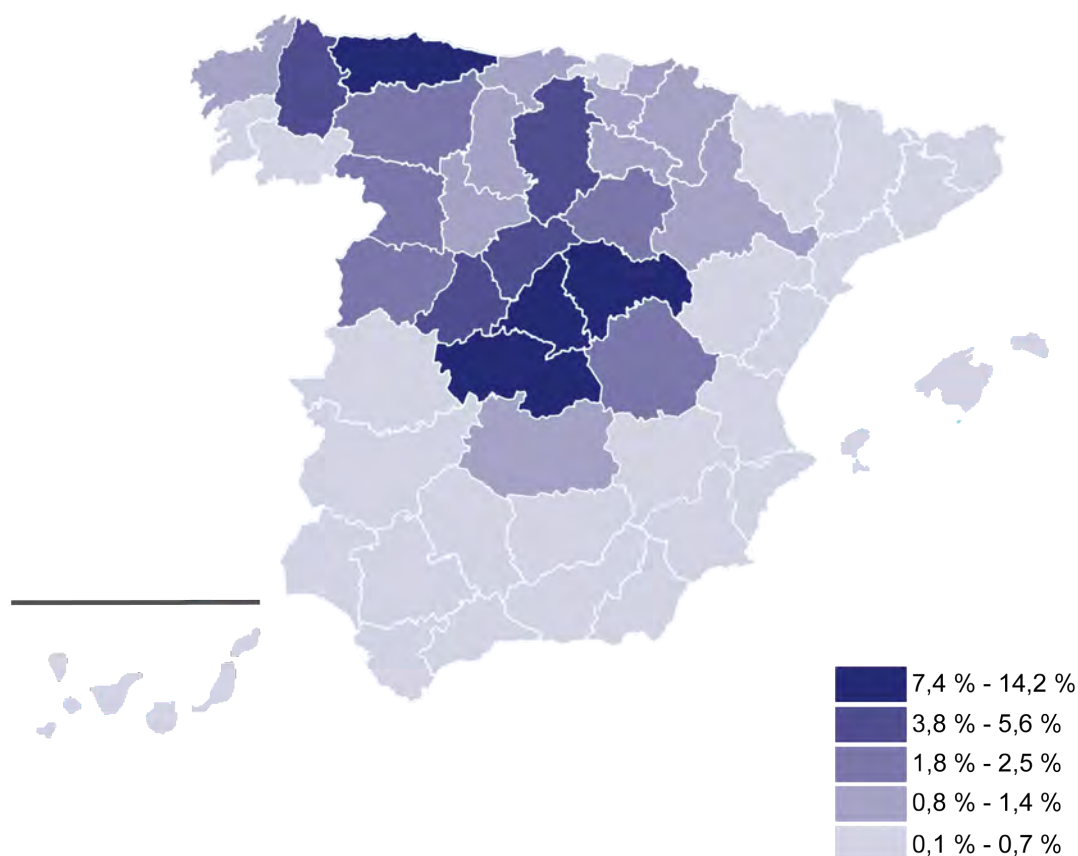 7,4 % - 14,2 %
3,8 % - 5,6 %
1,8 % - 2,5 %
0,8 % - 1,4 %
0,1 % - 0,7 %